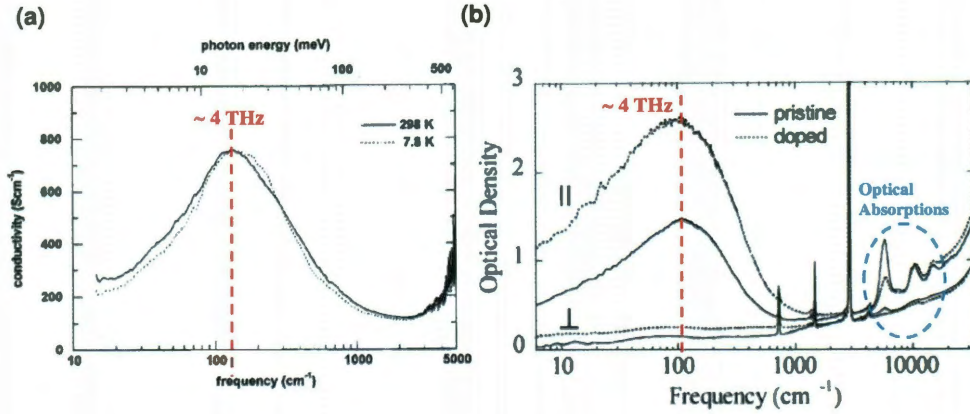 (a)
photon energy (meV)
10
100
500
1000
800
600
400
200
0
conductivity (Scm⁻¹)
~ 4 THz
298 K
7.8 K
10
100
1000
5000
frequency (cm⁻¹)
(b)
3
2
1
0
Optical Density
~ 4 THz
pristine
doped
||
⊥
Optical
Absorptions
10
100
1000
10000
Frequency (cm⁻¹)